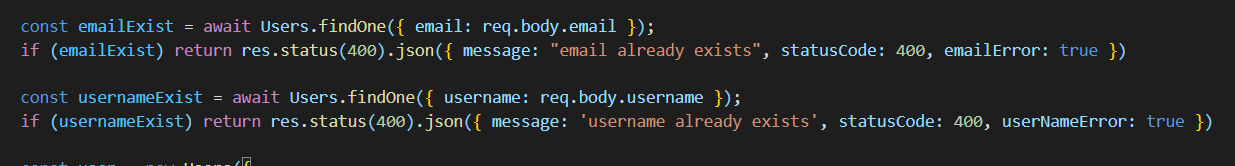 const emailExist = await Users.findOne({ email: req.body.email });
if (emailExist) return res.status(400).json({ message: "email already exists", statusCode: 400, emailError: true })
const usernameExist = await Users.findOne({ username: req.body.username });
if (usernameExist) return res.status(400).json({ message: 'username already exists', statusCode: 400, userNameError: true })